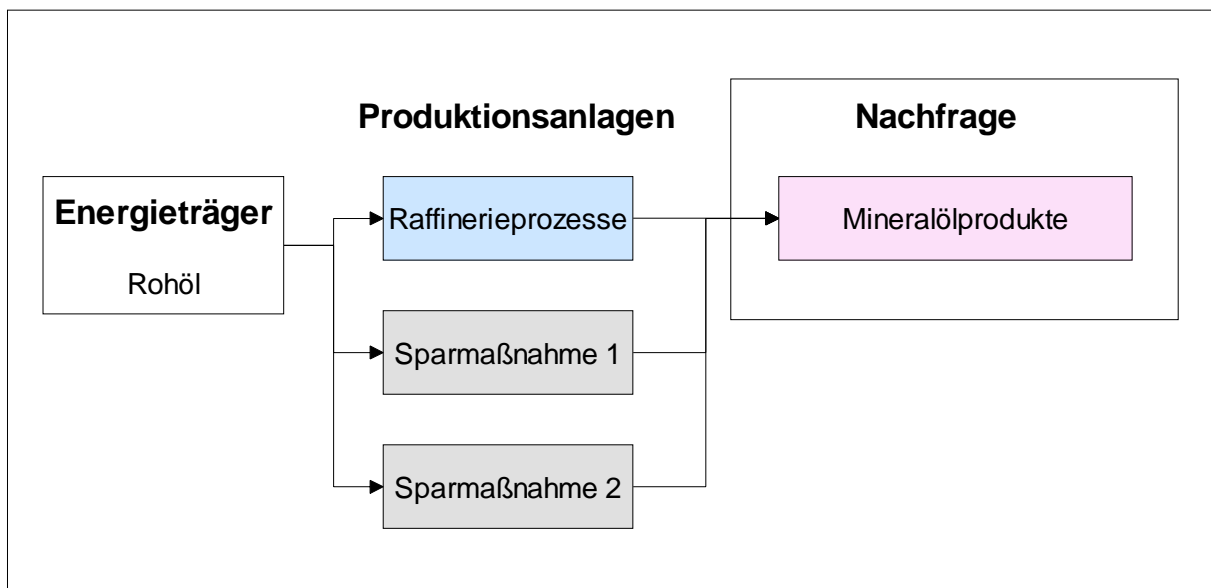 Produktionsanlagen
Nachfrage
Energieträger
Rohöl
Raffinerieprozesse
Mineralölprodukte
Sparmaßnahme 1
Sparmaßnahme 2